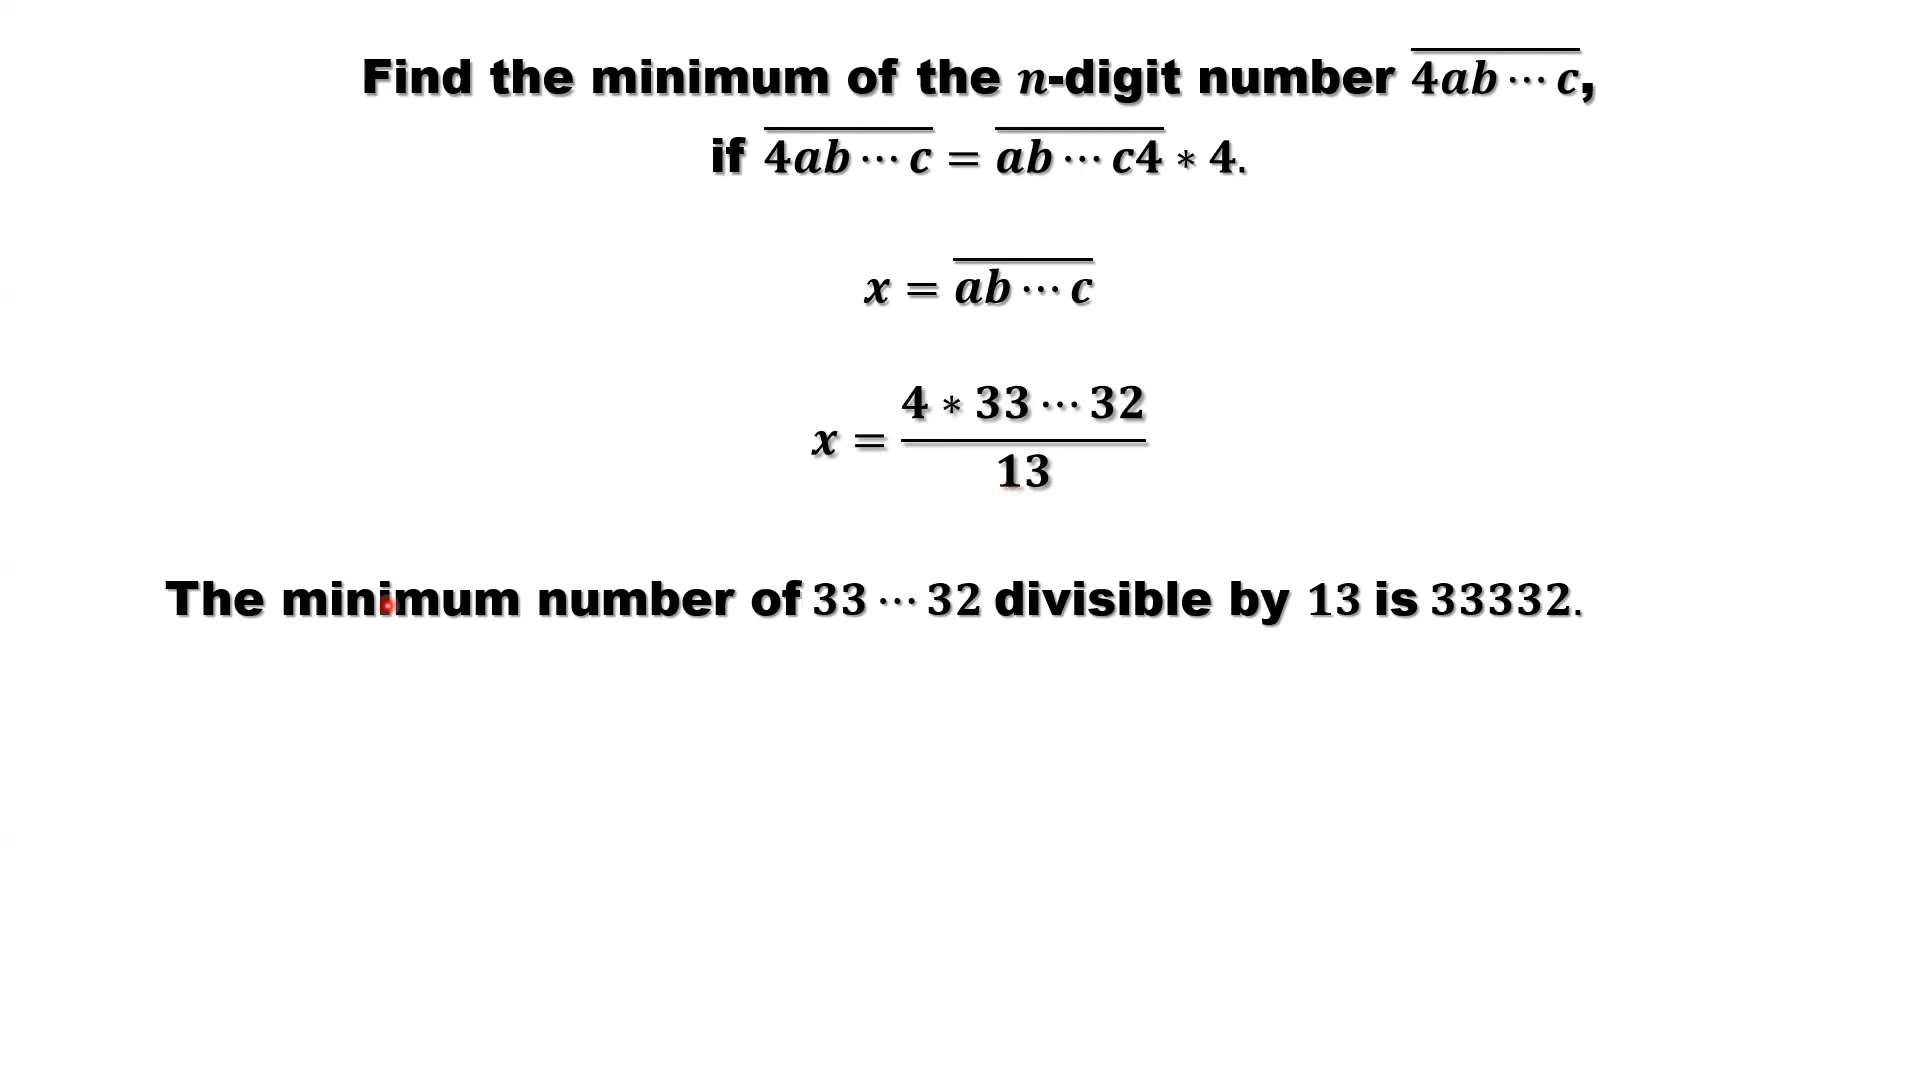 Find the minimum of the n-digit number 4ab⋯c,
if 4ab⋯c = ab⋯c4 * 4.
x = ab⋯c
x = 4 * 33⋯32 / 13
The minimum number of 33⋯32 divisible by 13 is 33332.